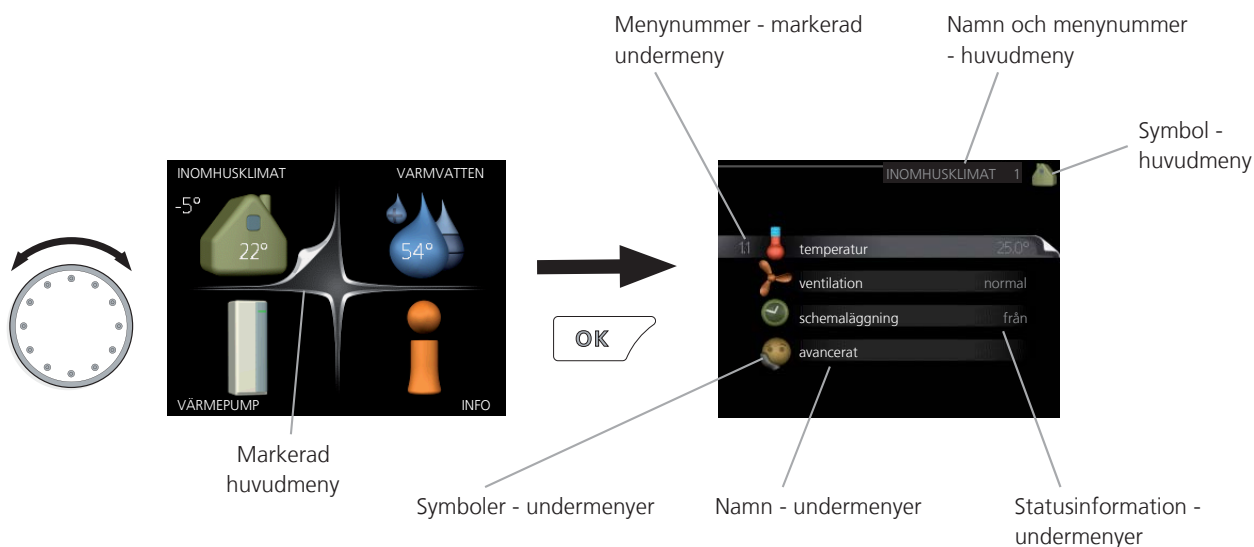 Menynummer - markerad
undermeny
Namn och menynummer
- huvudmeny
Symbol -
huvudmeny
INOMHUSKLIMAT
VARMVATTEN
-5°
22°
54°
VÄRMEPUMP
INFO
OK
INOMHUSKLIMAT 1
1.1 temperatur 25.0°
ventilation normal
schemaläggning från
avancerat
Markerad
huvudmeny
Symboler - undermenyer
Namn - undermenyer
Statusinformation -
undermenyer